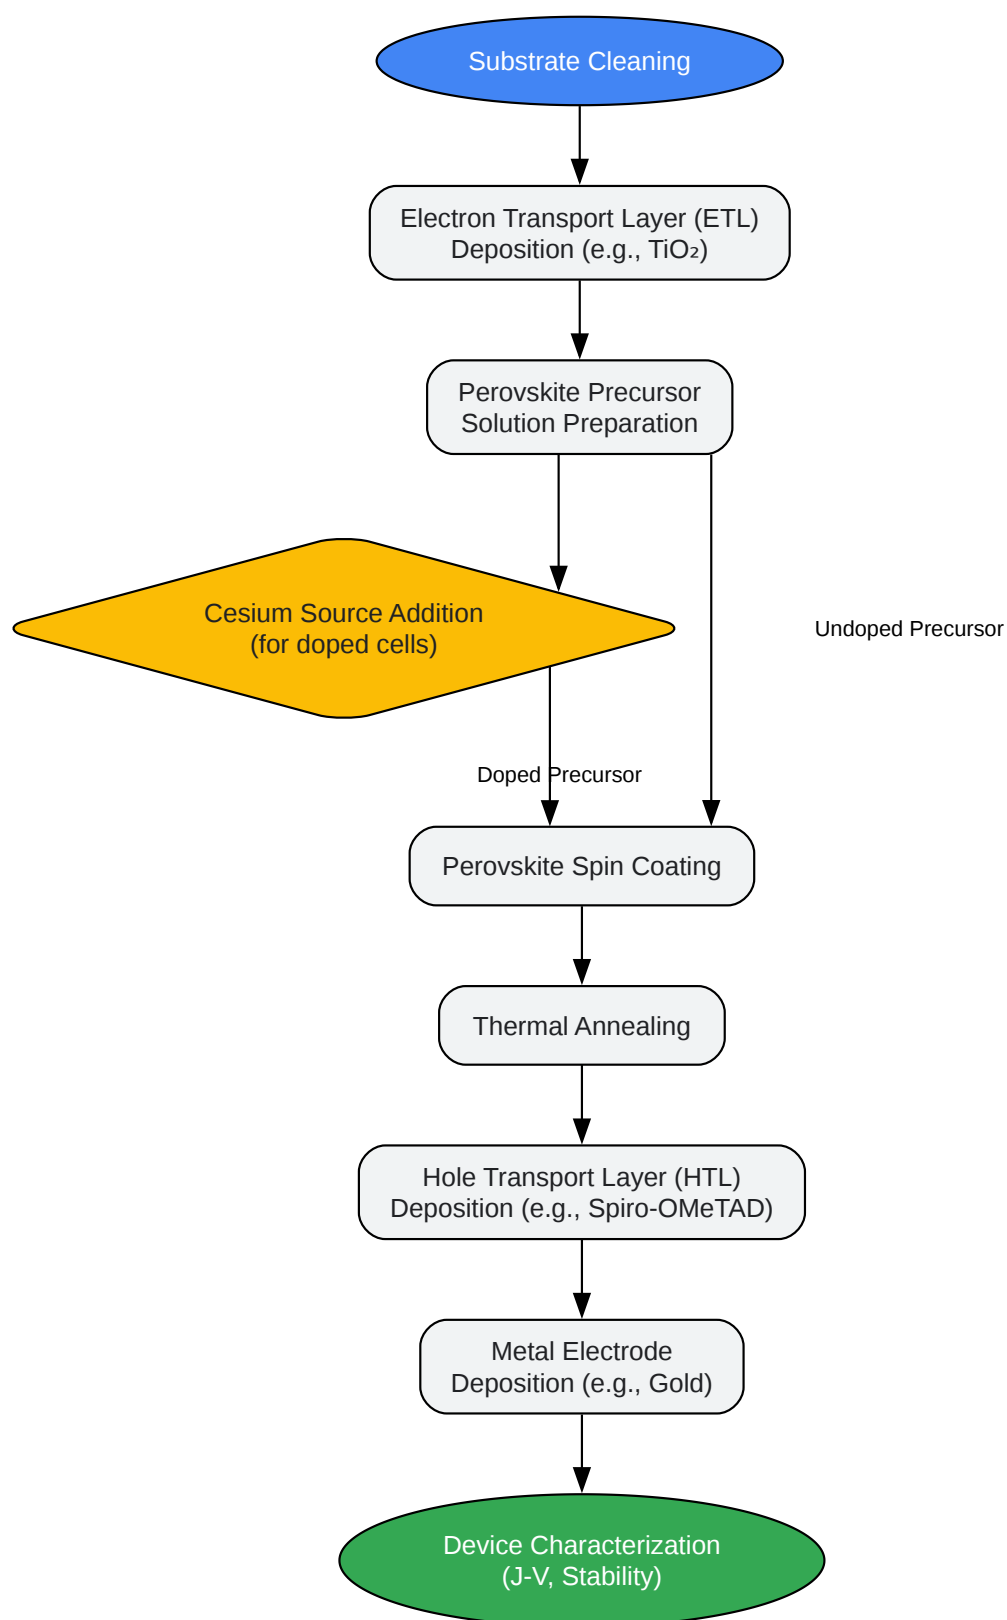 Substrate Cleaning
Electron Transport Layer (ETL)
Deposition (e.g., TiO₂)
Perovskite Precursor
Solution Preparation
Cesium Source Addition
(for doped cells)
Undoped Precursor
Doped Precursor
Perovskite Spin Coating
Thermal Annealing
Hole Transport Layer (HTL)
Deposition (e.g., Spiro-OMeTAD)
Metal Electrode
Deposition (e.g., Gold)
Device Characterization
(J-V, Stability)